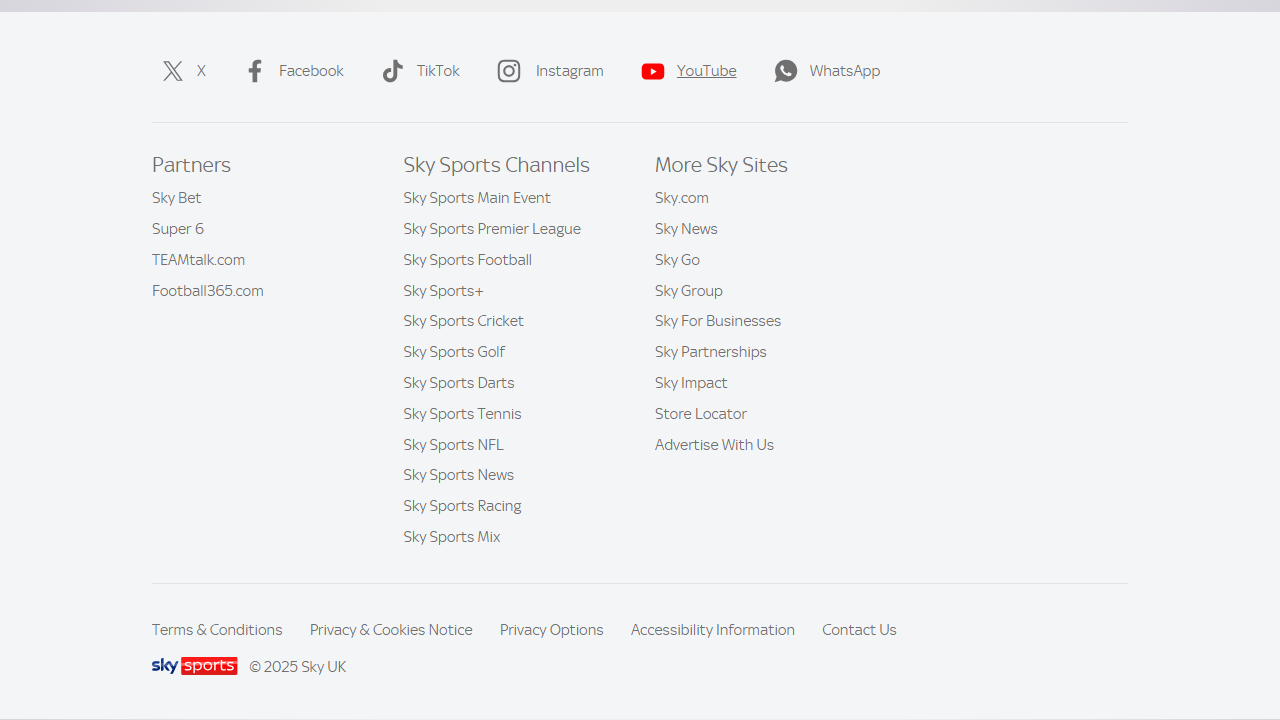 X Facebook TikTok Instagram YouTube WhatsApp
Partners
Sky Bet
Super 6
TEAMtalk.com
Football365.com
Sky Sports Channels
Sky Sports Main Event
Sky Sports Premier League
Sky Sports Football
Sky Sports+
Sky Sports Cricket
Sky Sports Golf
Sky Sports Darts
Sky Sports Tennis
Sky Sports NFL
Sky Sports News
Sky Sports Racing
Sky Sports Mix
More Sky Sites
Sky.com
Sky News
Sky Go
Sky Group
Sky For Businesses
Sky Partnerships
Sky Impact
Store Locator
Advertise With Us
Terms & Conditions Privacy & Cookies Notice Privacy Options Accessibility Information Contact Us
sky sports © 2025 Sky UK